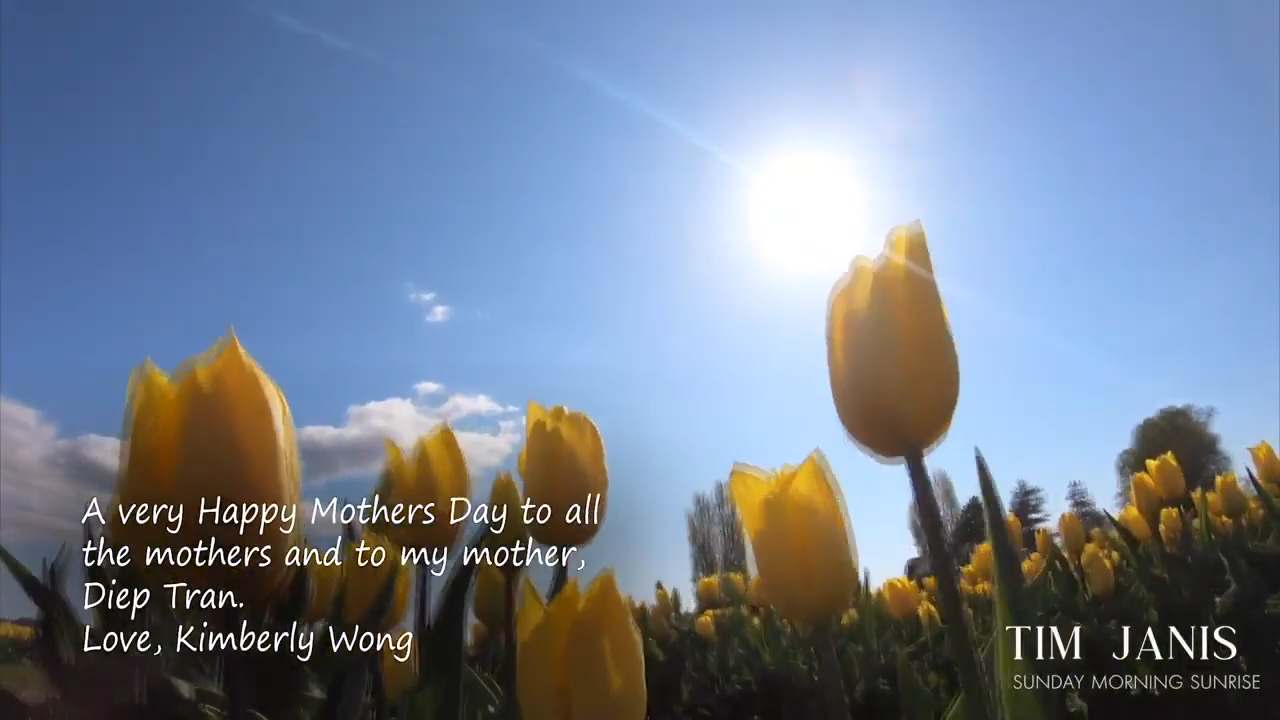 A very Happy Mothers Day to all
the mothers and to my mother,
Diep Tran.
Love, Kimberly Wong
TIM JANIS
SUNDAY MORNING SUNRISE